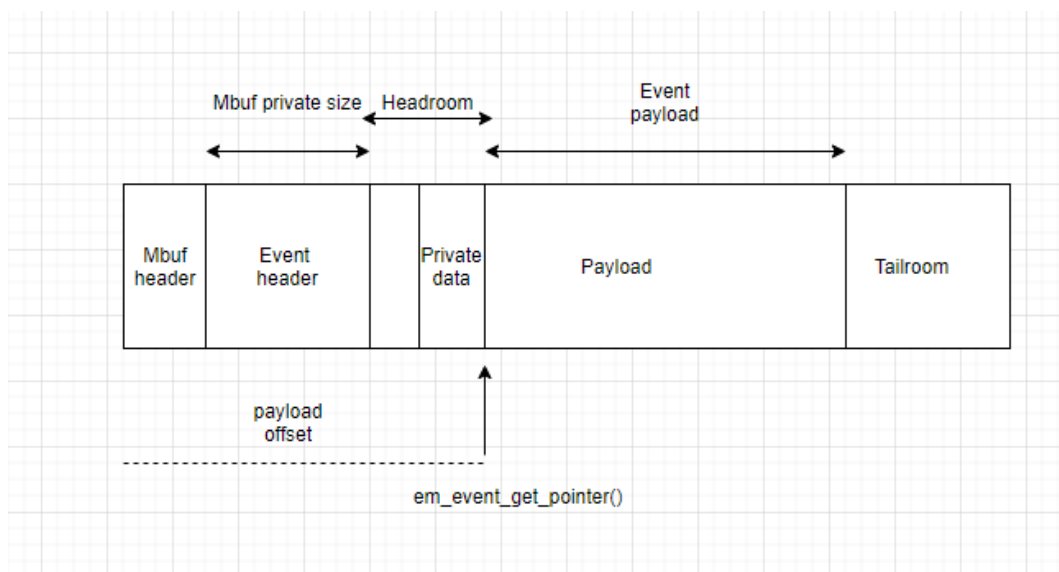 Mbuf private size
Headroom
Event
payload
Mbuf
header
Event
header
Private
data
Payload
Tailroom
payload
offset
em_event_get_pointer()